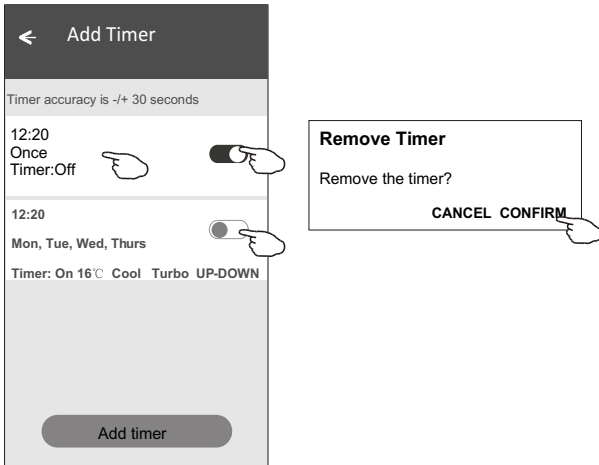 Add Timer
Timer accuracy is -/+ 30 seconds
12:20
Once
Timer:Off
12:20
Mon, Tue, Wed, Thurs
Timer: On 16℃ Cool Turbo UP-DOWN
Add timer
Remove Timer
Remove the timer?
CANCEL CONFIRM